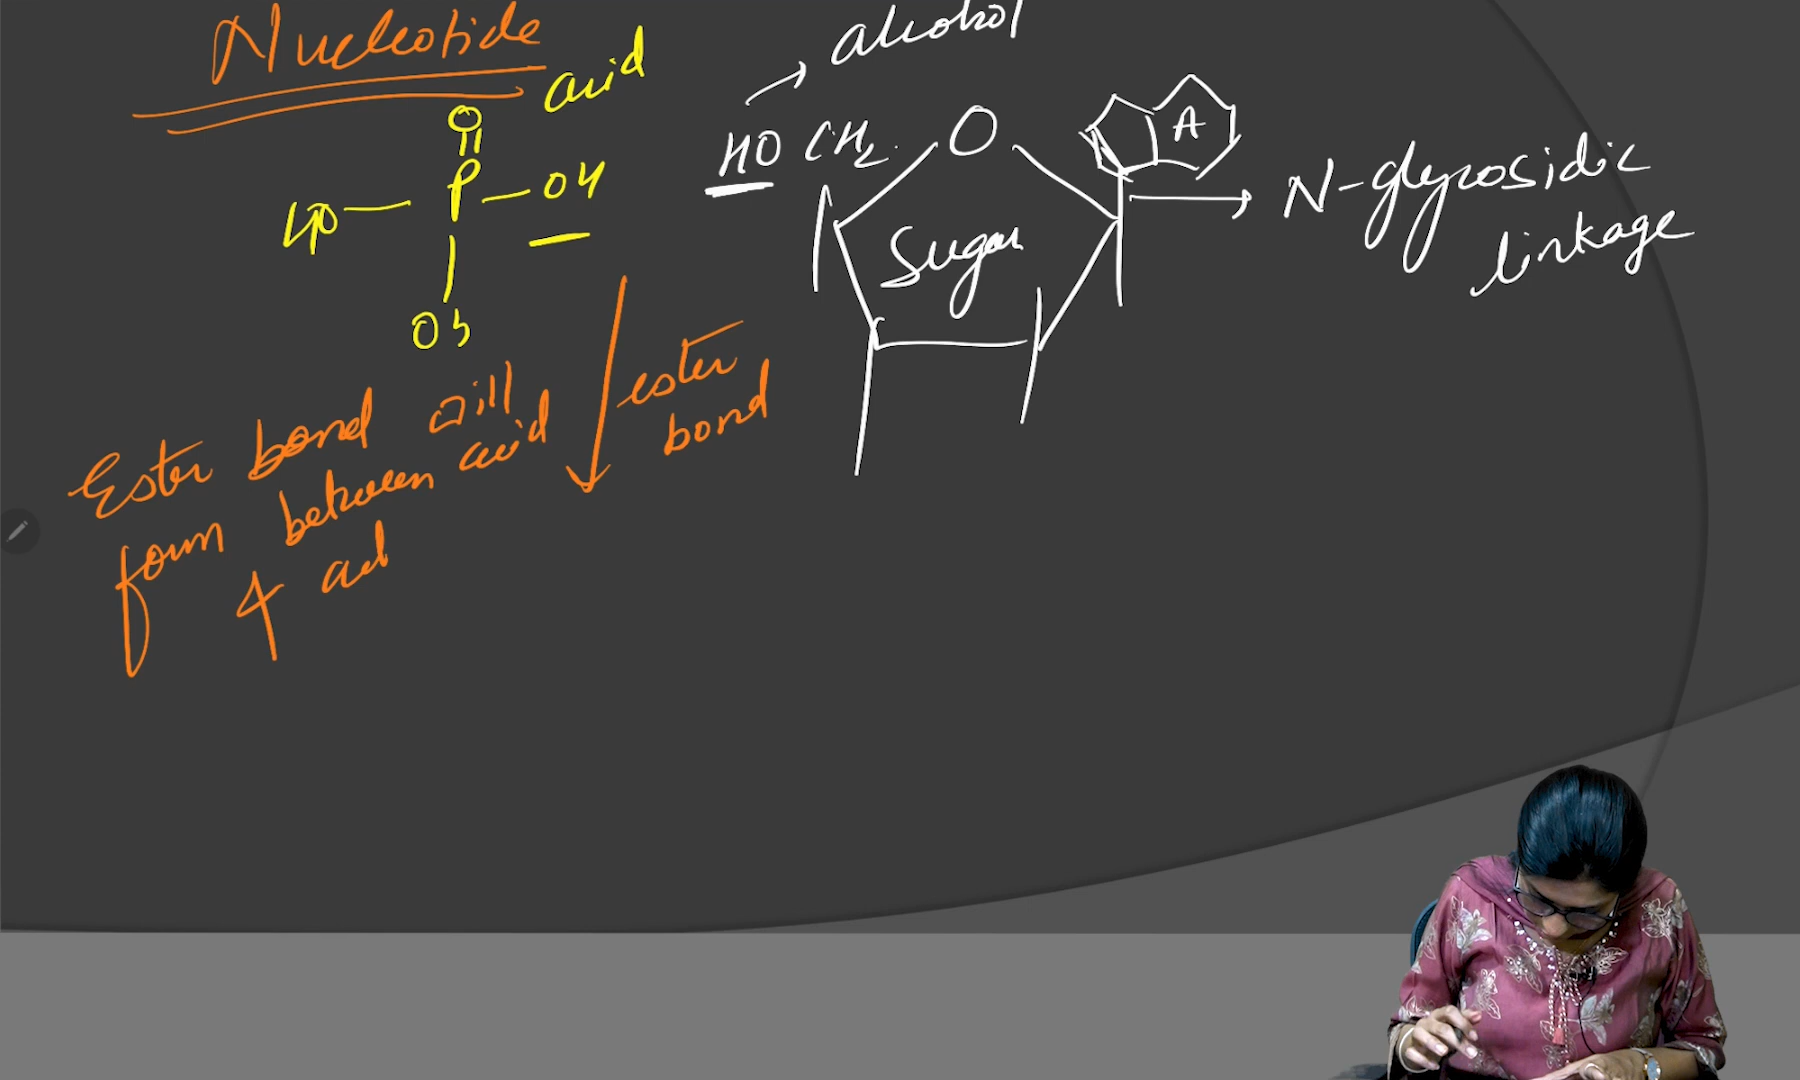 Nucleotide
acid
alcohol
O
HO
P
OH
OH
HO CH2
O
A
Sugar
N-glycosidic
linkage
ester
bond
Ester bond will
form between acid
& al